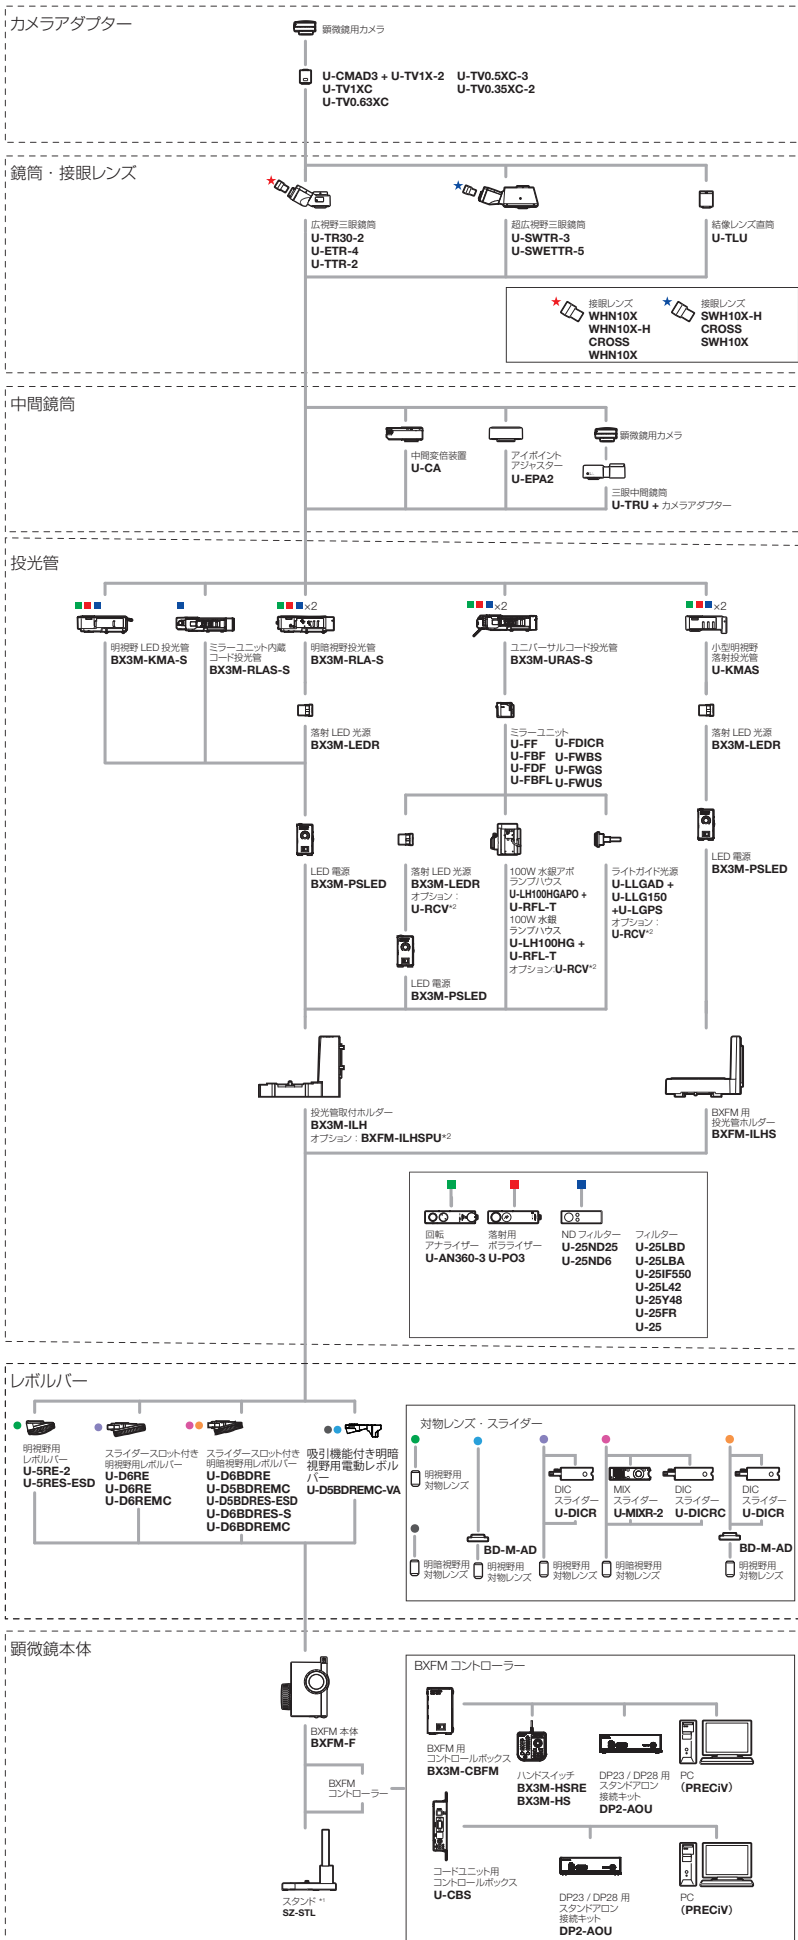 カメラアダプター
顕微鏡用カメラ
U-CMAD3 + U-TV1X-2
U-TV1XC
U-TV0.63XC
U-TV0.5XC-3
U-TV0.35XC-2
鏡筒・接眼レンズ
広視野三眼鏡筒
U-TR30-2
U-ETR-4
U-TTR-2
超広視野三眼鏡筒
U-SWTR-3
U-SWETTR-5
結像レンズ直筒
U-TLU
接眼レンズ
WHN10X
WHN10X-H
CROSS
WHN10X
接眼レンズ
SWH10X-H
CROSS
SWH10X
中間鏡筒
中間変倍装置
U-CA
アイポイント
アジャスター
U-EPA2
顕微鏡用カメラ
三眼中間鏡筒
U-TRU + カメラアダプター
投光管
明視野 LED 投光管
BX3M-KMA-S
ミラーユニット内蔵
コード投光管
BX3M-RLAS-S
×2
明暗視野投光管
BX3M-RLA-S
×2
ユニバーサルコード投光管
BX3M-URAS-S
×2
小型明視野
落射投光管
U-KMAS
落射 LED 光源
BX3M-LEDR
ミラーユニット
U-FF
U-FBF
U-FDF
U-FBFL
U-FDICR
U-FWBS
U-FWGS
U-FWUS
落射 LED 光源
BX3M-LEDR
LED 電源
BX3M-PSLED
落射 LED 光源
BX3M-LEDR
オプション :
U-RCV*2
LED 電源
BX3M-PSLED
100W 水銀アポ
ランプハウス
U-LH100HGAPO +
U-RFL-T
100W 水銀
ランプハウス
U-LH100HG +
U-RFL-T
オプション:U-RCV*2
ライトガイド光源
U-LLGAD +
U-LLG150
+U-LGPS
オプション :
U-RCV*2
LED 電源
BX3M-PSLED
投光管取付ホルダー
BX3M-ILH
オプション : BXFM-ILHSPU*2
BXFM 用
投光管ホルダー
BXFM-ILHS
回転
アナライザー
U-AN360-3
落射用
ポラライザー
U-PO3
ND フィルター
U-25ND25
U-25ND6
フィルター
U-25LBD
U-25LBA
U-25IF550
U-25L42
U-25Y48
U-25FR
U-25
レボルバー
明視野用
レボルバー
U-5RE-2
U-5RES-ESD
スライダースロット付き
明視野用レボルバー
U-D6RE
U-D6RE
U-D6REMC
スライダースロット付き
明暗視野用レボルバー
U-D6BDRE
U-D5BDREMC
U-D5BDRES-ESD
U-D6BDRES-S
U-D6BDREMC
吸引機能付き明暗
視野用電動レボル
バー
U-D5BDREMC-VA
対物レンズ・スライダー
明視野用
対物レンズ
明暗視野用
対物レンズ
BD-M-AD
明視野用
対物レンズ
DIC
スライダー
U-DICR
明視野用
対物レンズ
MIX
スライダー
U-MIXR-2
明暗視野用
対物レンズ
DIC
スライダー
U-DICRC
DIC
スライダー
U-DICR
BD-M-AD
明視野用
対物レンズ
顕微鏡本体
BXFM 本体
BXFM-F
BXFM
コントローラー
スタンド *1
SZ-STL
BXFM コントローラー
BXFM 用
コントロールボックス
BX3M-CBFM
ハンドスイッチ
BX3M-HSRE
BX3M-HS
DP23 / DP28 用
スタンドアロン
接続キット
DP2-AOU
PC
(PRECiV)
コードユニット用
コントロールボックス
U-CBS
DP23 / DP28 用
スタンドアロン
接続キット
DP2-AOU
PC
(PRECiV)